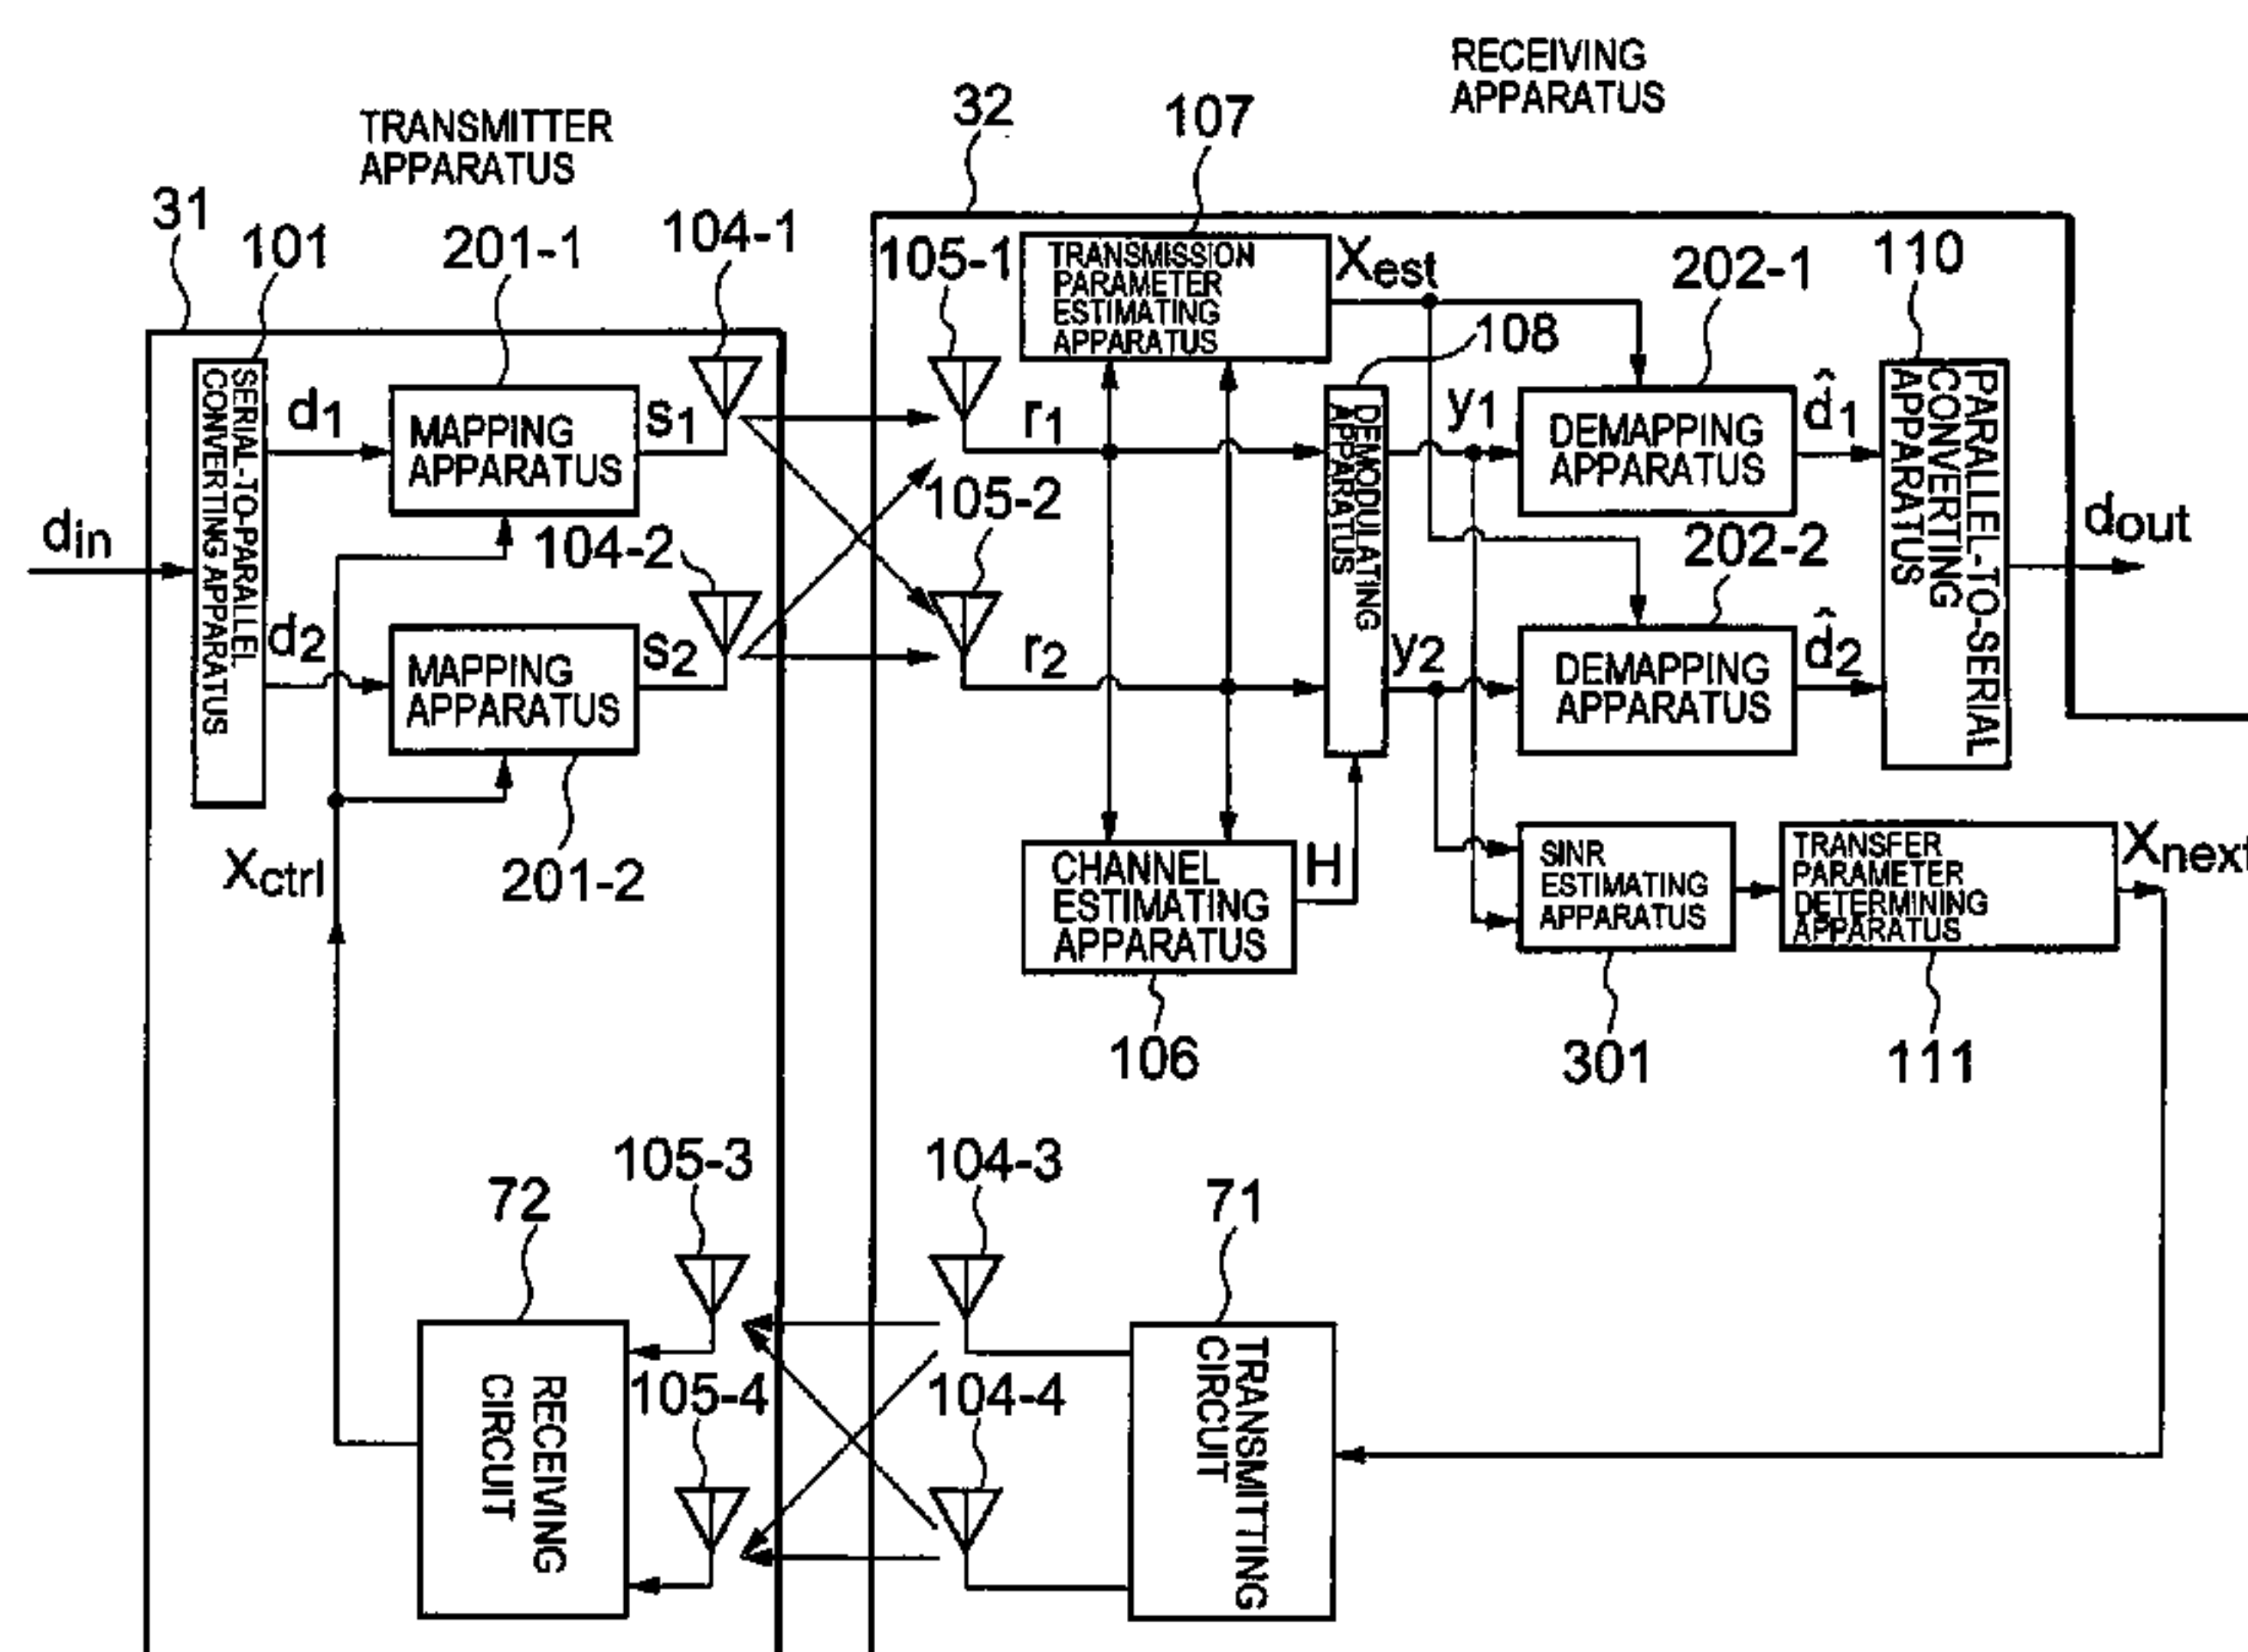 RECEIVING
APPARATUS
TRANSMITTER
APPARATUS
32
107
31
101
201-1
104-1
105-1
TRANSMISSION
PARAMETER
ESTIMATING
APPARATUS
Xest
202-1
110
108
SERIAL-TO-PARALLEL
CONVERTING APPARATUS
d1
MAPPING
APPARATUS
s1
r1
DEMODULATING
APPARATUS
y1
DEMAPPING
APPARATUS
d̂1
PARALLEL-TO-SERIAL
CONVERTING
APPARATUS
din
104-2
105-2
202-2
dout
d2
MAPPING
APPARATUS
s2
r2
y2
DEMAPPING
APPARATUS
d̂2
Xctrl
201-2
CHANNEL
ESTIMATING
APPARATUS
H
SINR
ESTIMATING
APPARATUS
TRANSFER
PARAMETER
DETERMINING
APPARATUS
Xnext
106
301
111
105-3
104-3
72
71
RECEIVING
CIRCUIT
105-4
104-4
TRANSMITTING
CIRCUIT